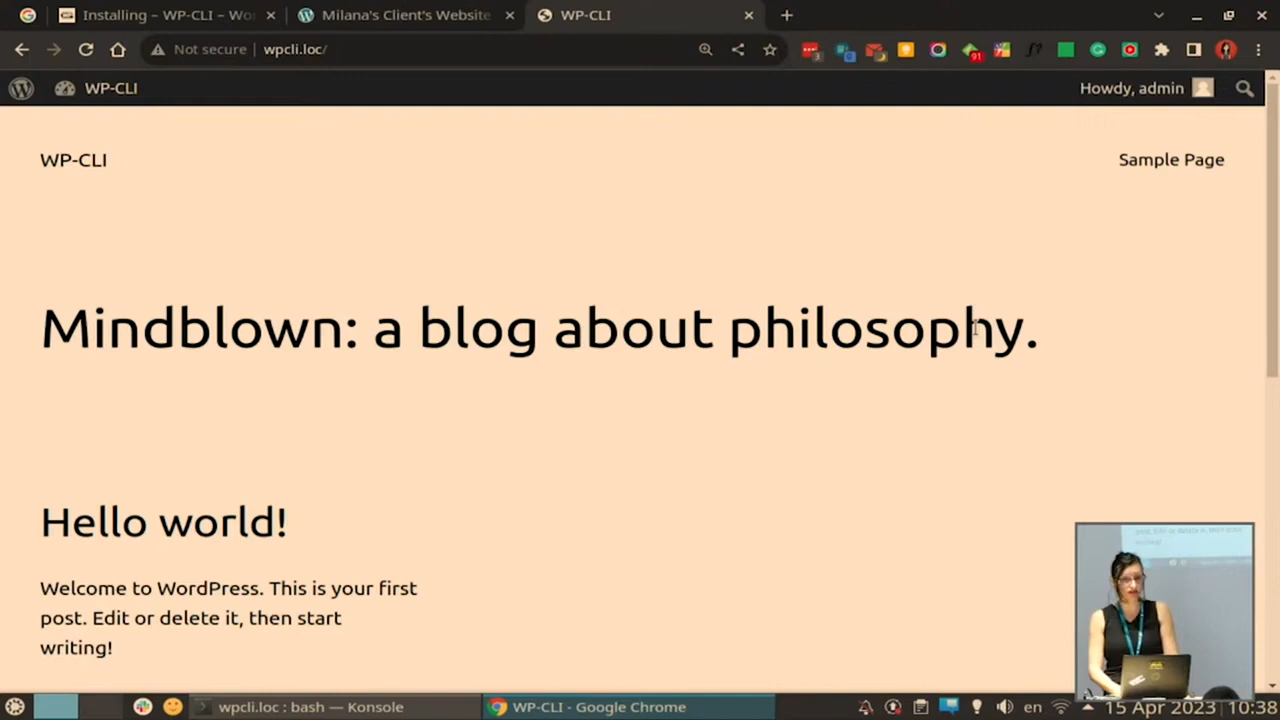 Installing – WP-CLI – Wo
Milana's Client's Website
WP-CLI
Not secure
wpcli.loc/
3
91
WP-CLI
Howdy, admin
WP-CLI
Sample Page
Mindblown: a blog about philosophy.
Hello world!
Welcome to WordPress. This is your first
post. Edit or delete it, then start
writing!
wpcli.loc : bash — Konsole
WP-CLI - Google Chrome
en
15 Apr 2023
10:38